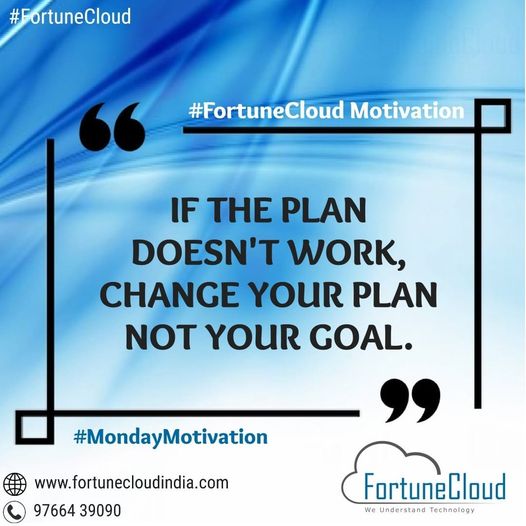 #FortuneCloud
FortuneCloud
#FortuneCloud Motivation
IF THE PLAN
DOESN'T WORK,
CHANGE YOUR PLAN
NOT YOUR GOAL.
#MondayMotivation
www.fortunecloudindia.com
97664 39090
FortuneCloud
We Understand Technology